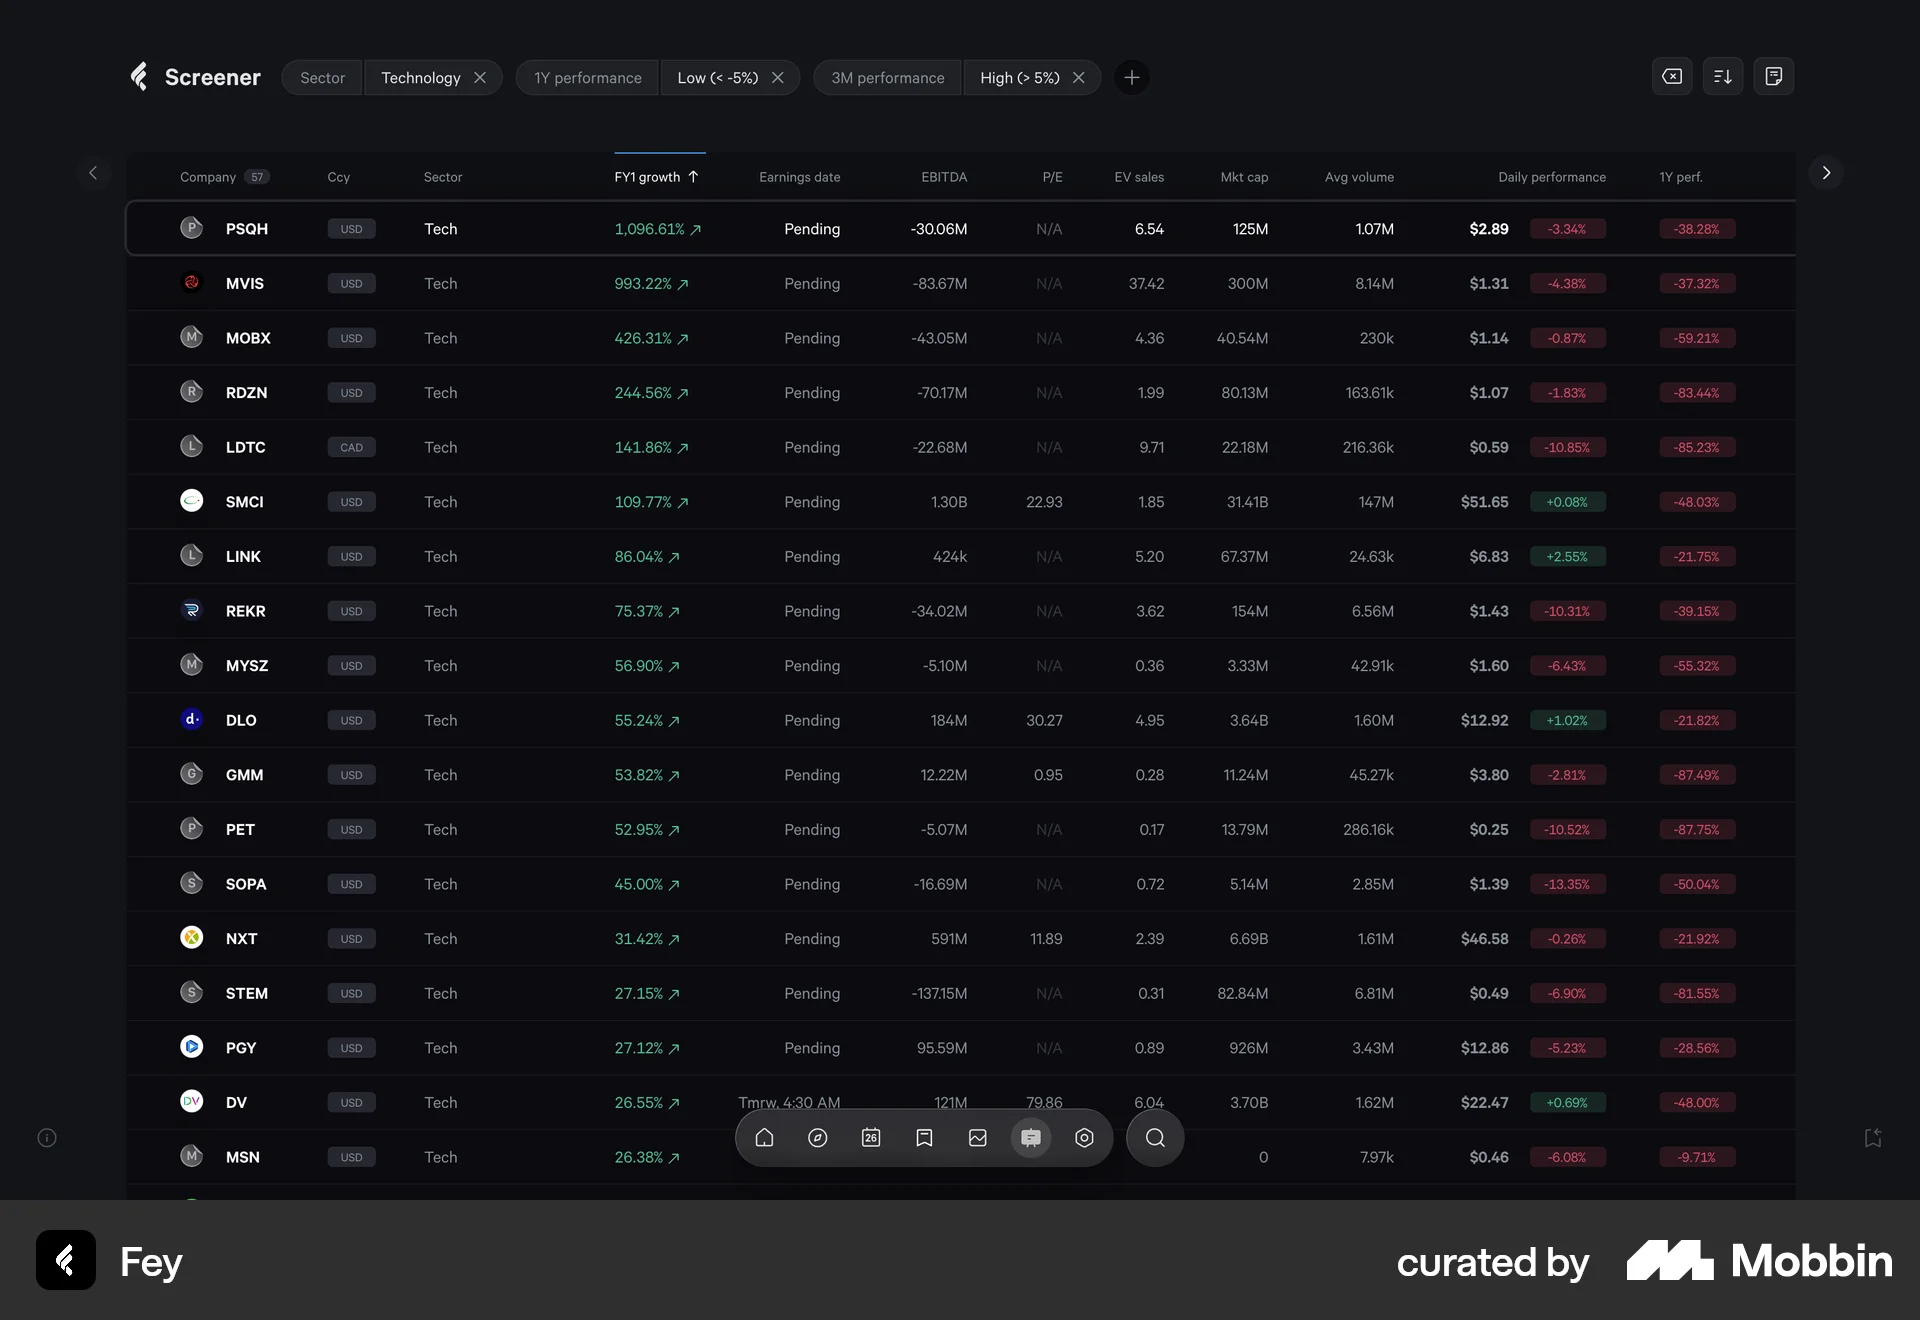 Screener Sector Technology 1Y performance Low (< -5%) 3M performance High (> 5%)
Company 57 Ccy Sector FY1 growth Earnings date EBITDA P/E EV sales Mkt cap Avg volume Daily performance 1Y perf.
P PSQH USD Tech 1,096.61% Pending -30.06M N/A 6.54 125M 1.07M $2.89 -3.34% -38.28%
MVIS USD Tech 993.22% Pending -83.67M N/A 37.42 300M 8.14M $1.31 -4.38% -37.32%
M MOBX USD Tech 426.31% Pending -43.05M N/A 4.36 40.54M 230k $1.14 -0.87% -59.21%
R RDZN USD Tech 244.56% Pending -70.17M N/A 1.99 80.13M 163.61k $1.07 -1.83% -83.44%
L LDTC CAD Tech 141.86% Pending -22.68M N/A 9.71 22.18M 216.36k $0.59 -10.85% -85.23%
SMCI USD Tech 109.77% Pending 1.30B 22.93 1.85 31.41B 147M $51.65 +0.08% -48.03%
L LINK USD Tech 86.04% Pending 424k N/A 5.20 67.37M 24.63k $6.83 +2.55% -21.75%
REKR USD Tech 75.37% Pending -34.02M N/A 3.62 154M 6.56M $1.43 -10.31% -39.15%
M MYSZ USD Tech 56.90% Pending -5.10M N/A 0.36 3.33M 42.91k $1.60 -6.43% -55.32%
d. DLO USD Tech 55.24% Pending 184M 30.27 4.95 3.64B 1.60M $12.92 +1.02% -21.82%
G GMM USD Tech 53.82% Pending 12.22M 0.95 0.28 11.24M 45.27k $3.80 -2.81% -87.49%
P PET USD Tech 52.95% Pending -5.07M N/A 0.17 13.79M 286.16k $0.25 -10.52% -87.75%
S SOPA USD Tech 45.00% Pending -16.69M N/A 0.72 5.14M 2.85M $1.39 -13.35% -50.04%
NXT USD Tech 31.42% Pending 591M 11.89 2.39 6.69B 1.61M $46.58 -0.26% -21.92%
S STEM USD Tech 27.15% Pending -137.15M N/A 0.31 82.84M 6.81M $0.49 -6.90% -81.55%
PGY USD Tech 27.12% Pending 95.59M N/A 0.89 926M 3.43M $12.86 -5.23% -28.56%
DV DV USD Tech 26.55% Tmrw, 4:30 AM 121M 79.86 6.04 3.70B 1.62M $22.47 +0.69% -48.00%
26
M MSN USD Tech 26.38% 0 7.97k $0.46 -6.08% -9.71%
Fey curated by Mobbin